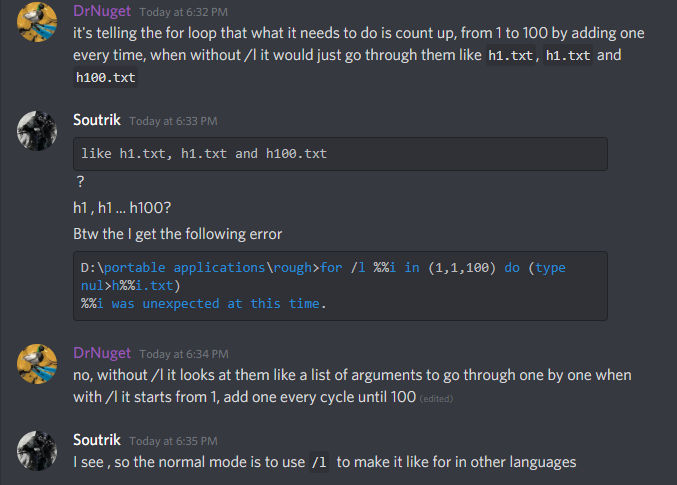 DrNuget Today at 6:32 PM
it's telling the for loop that what it needs to do is count up, from 1 to 100 by adding one
every time, when without /l it would just go through them like h1.txt, h1.txt and
h100.txt
Soutrik Today at 6:33 PM
like h1.txt, h1.txt and h100.txt
?
h1 , h1 ... h100?
Btw the I get the following error
D:\portable applications\rough>for /l %%i in (1,1,100) do (type
nul>h%%i.txt)
%%i was unexpected at this time.
DrNuget Today at 6:34 PM
no, without /l it looks at them like a list of arguments to go through one by one when
with /l it starts from 1, add one every cycle until 100 (edited)
Soutrik Today at 6:35 PM
I see , so the normal mode is to use /l to make it like for in other languages